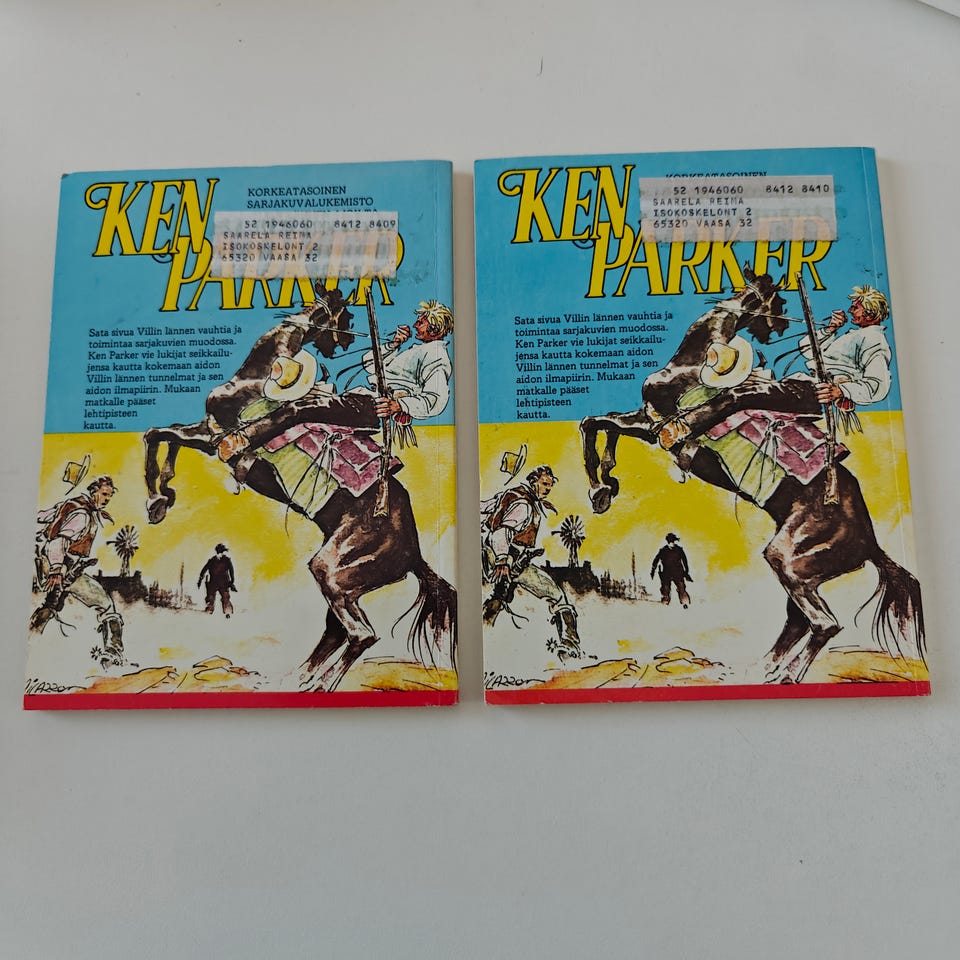 KEN
PARKER
KORKEATASOINEN
SARJAKUVALUKEMISTO
52 1946060 8412 8409
SAARELA REIMA
ISOKOSKELONT 2
65320 VAASA 32
Sata sivua Villin lännen vauhtia ja
toimintaa sarjakuvien muodossa.
Ken Parker vie lukijat seikkailu-
jensa kautta kokemaan aidon
Villin lännen tunnelmat ja sen
aidon ilmapiirin. Mukaan
matkalle pääset
lehtipisteen
kautta.
KEN
PARKER
KORKEATASOINEN
52 1946060 8412 8410
SAARELA REIMA
ISOKOSKELONT 2
65320 VAASA 32
Sata sivua Villin lännen vauhtia ja
toimintaa sarjakuvien muodossa.
Ken Parker vie lukijat seikkailu-
jensa kautta kokemaan aidon
Villin lännen tunnelmat ja sen
aidon ilmapiirin. Mukaan
matkalle pääset
lehtipisteen
kautta.